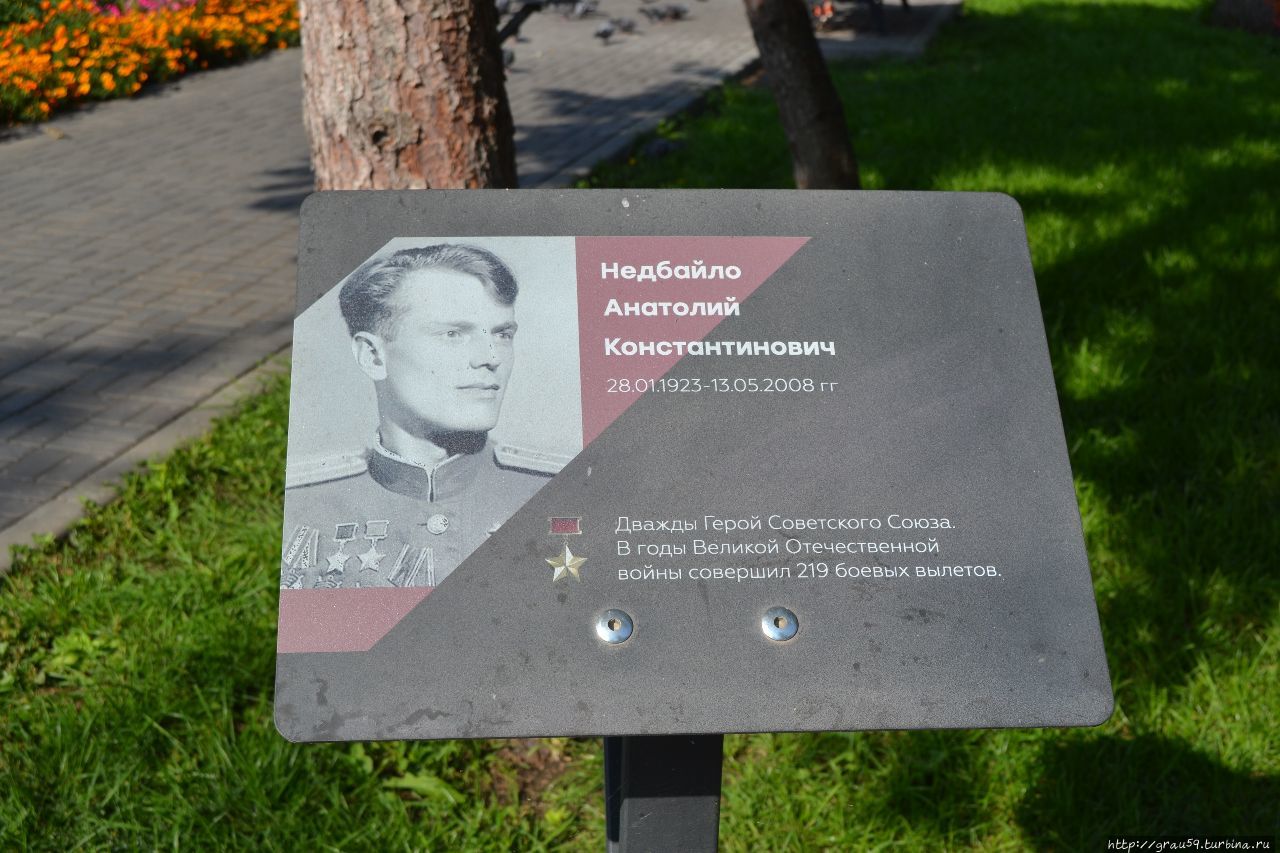 Недбайло
Анатолий
Константинович
28.01.1923-13.05.2008 гг
Дважды Герой Советского Союза.
В годы Великой Отечественной
войны совершил 219 боевых вылетов.
http://grau59.turbina.ru